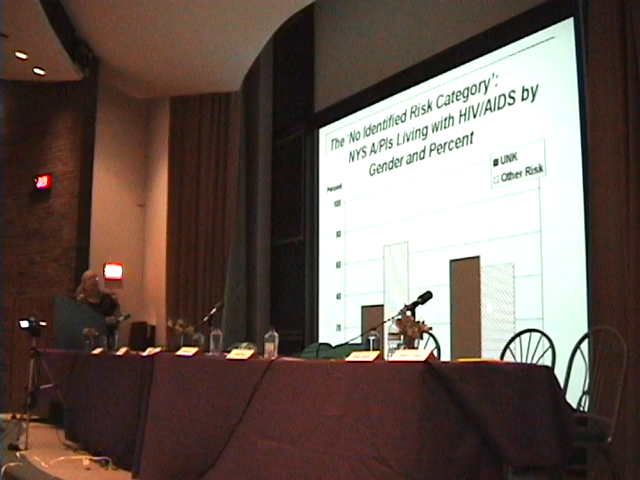 The 'No Identified Risk Category':
NYS A/PIs Living with HIV/AIDS by
Gender and Percent
UNK
Other Risk
Percent
100
80
60
40
20